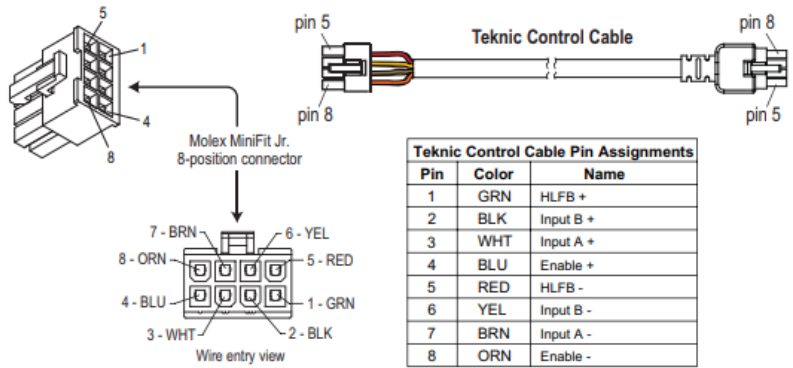 5
1
4
8
Molex MiniFit Jr.
8-position connector
7 - BRN
6 - YEL
8 - ORN
5 - RED
4 - BLU
1 - GRN
3 - WHT
2 - BLK
Wire entry view
pin 5
Teknic Control Cable
pin 8
pin 8
pin 5
Teknic Control Cable Pin Assignments
Pin Color Name
1 GRN HLFB +
2 BLK Input B +
3 WHT Input A +
4 BLU Enable +
5 RED HLFB -
6 YEL Input B -
7 BRN Input A -
8 ORN Enable -